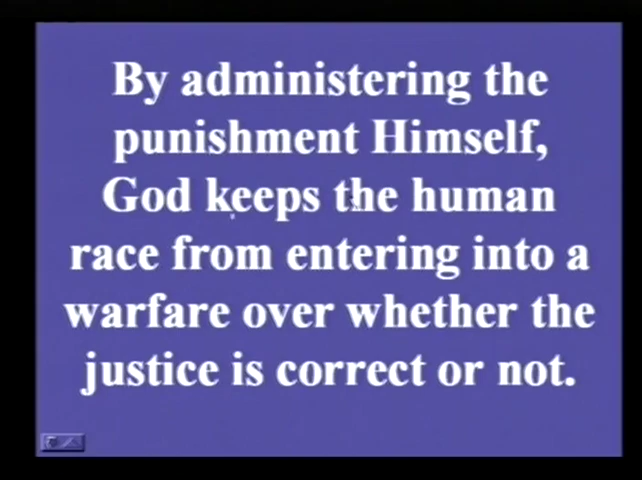 By administering the
punishment Himself,
God keeps the human
race from entering into a
warfare over whether the
justice is correct or not.